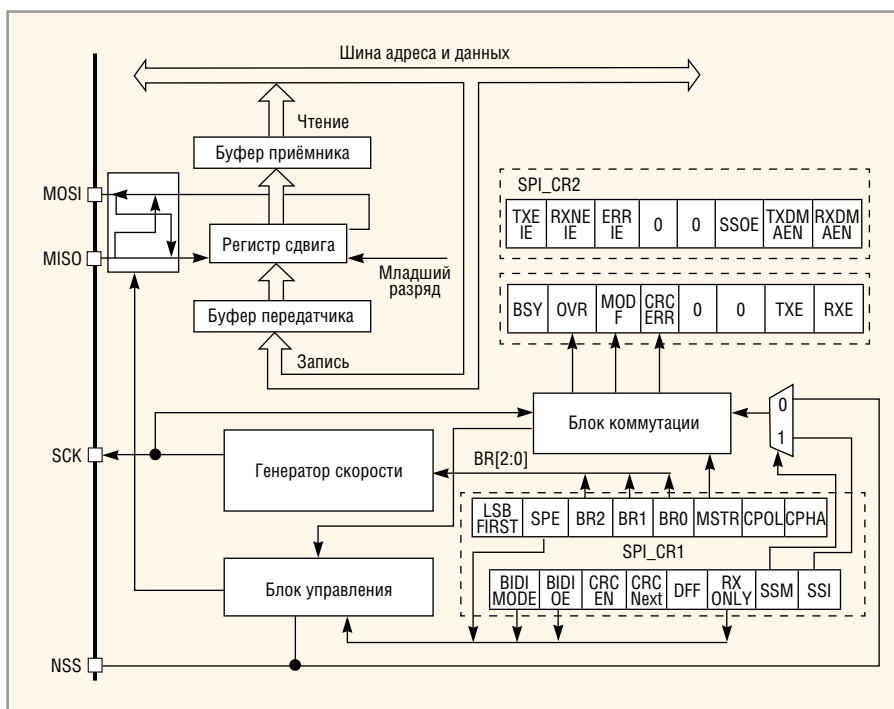 Шина адреса и данных
Чтение
Буфер приёмника
MOSI
MISO
Регистр сдвига
Младший
разряд
Буфер передатчика
Запись
SPI_CR2
TXE
IE
RXNE
IE
ERR
IE
0
0
SSOE
TXDM
AEN
RXDM
AEN
BSY
OVR
MOD
F
CRC
ERR
0
0
TXE
RXE
Блок коммутации
0
1
SCK
Генератор скорости
BR[2:0]
LSB
FIRST
SPE
BR2
BR1
BR0
MSTR
CPOL
CPHA
SPI_CR1
Блок управления
BIDI
MODE
BIDI
OE
CRC
EN
CRC
Next
DFF
RX
ONLY
SSM
SSI
NSS